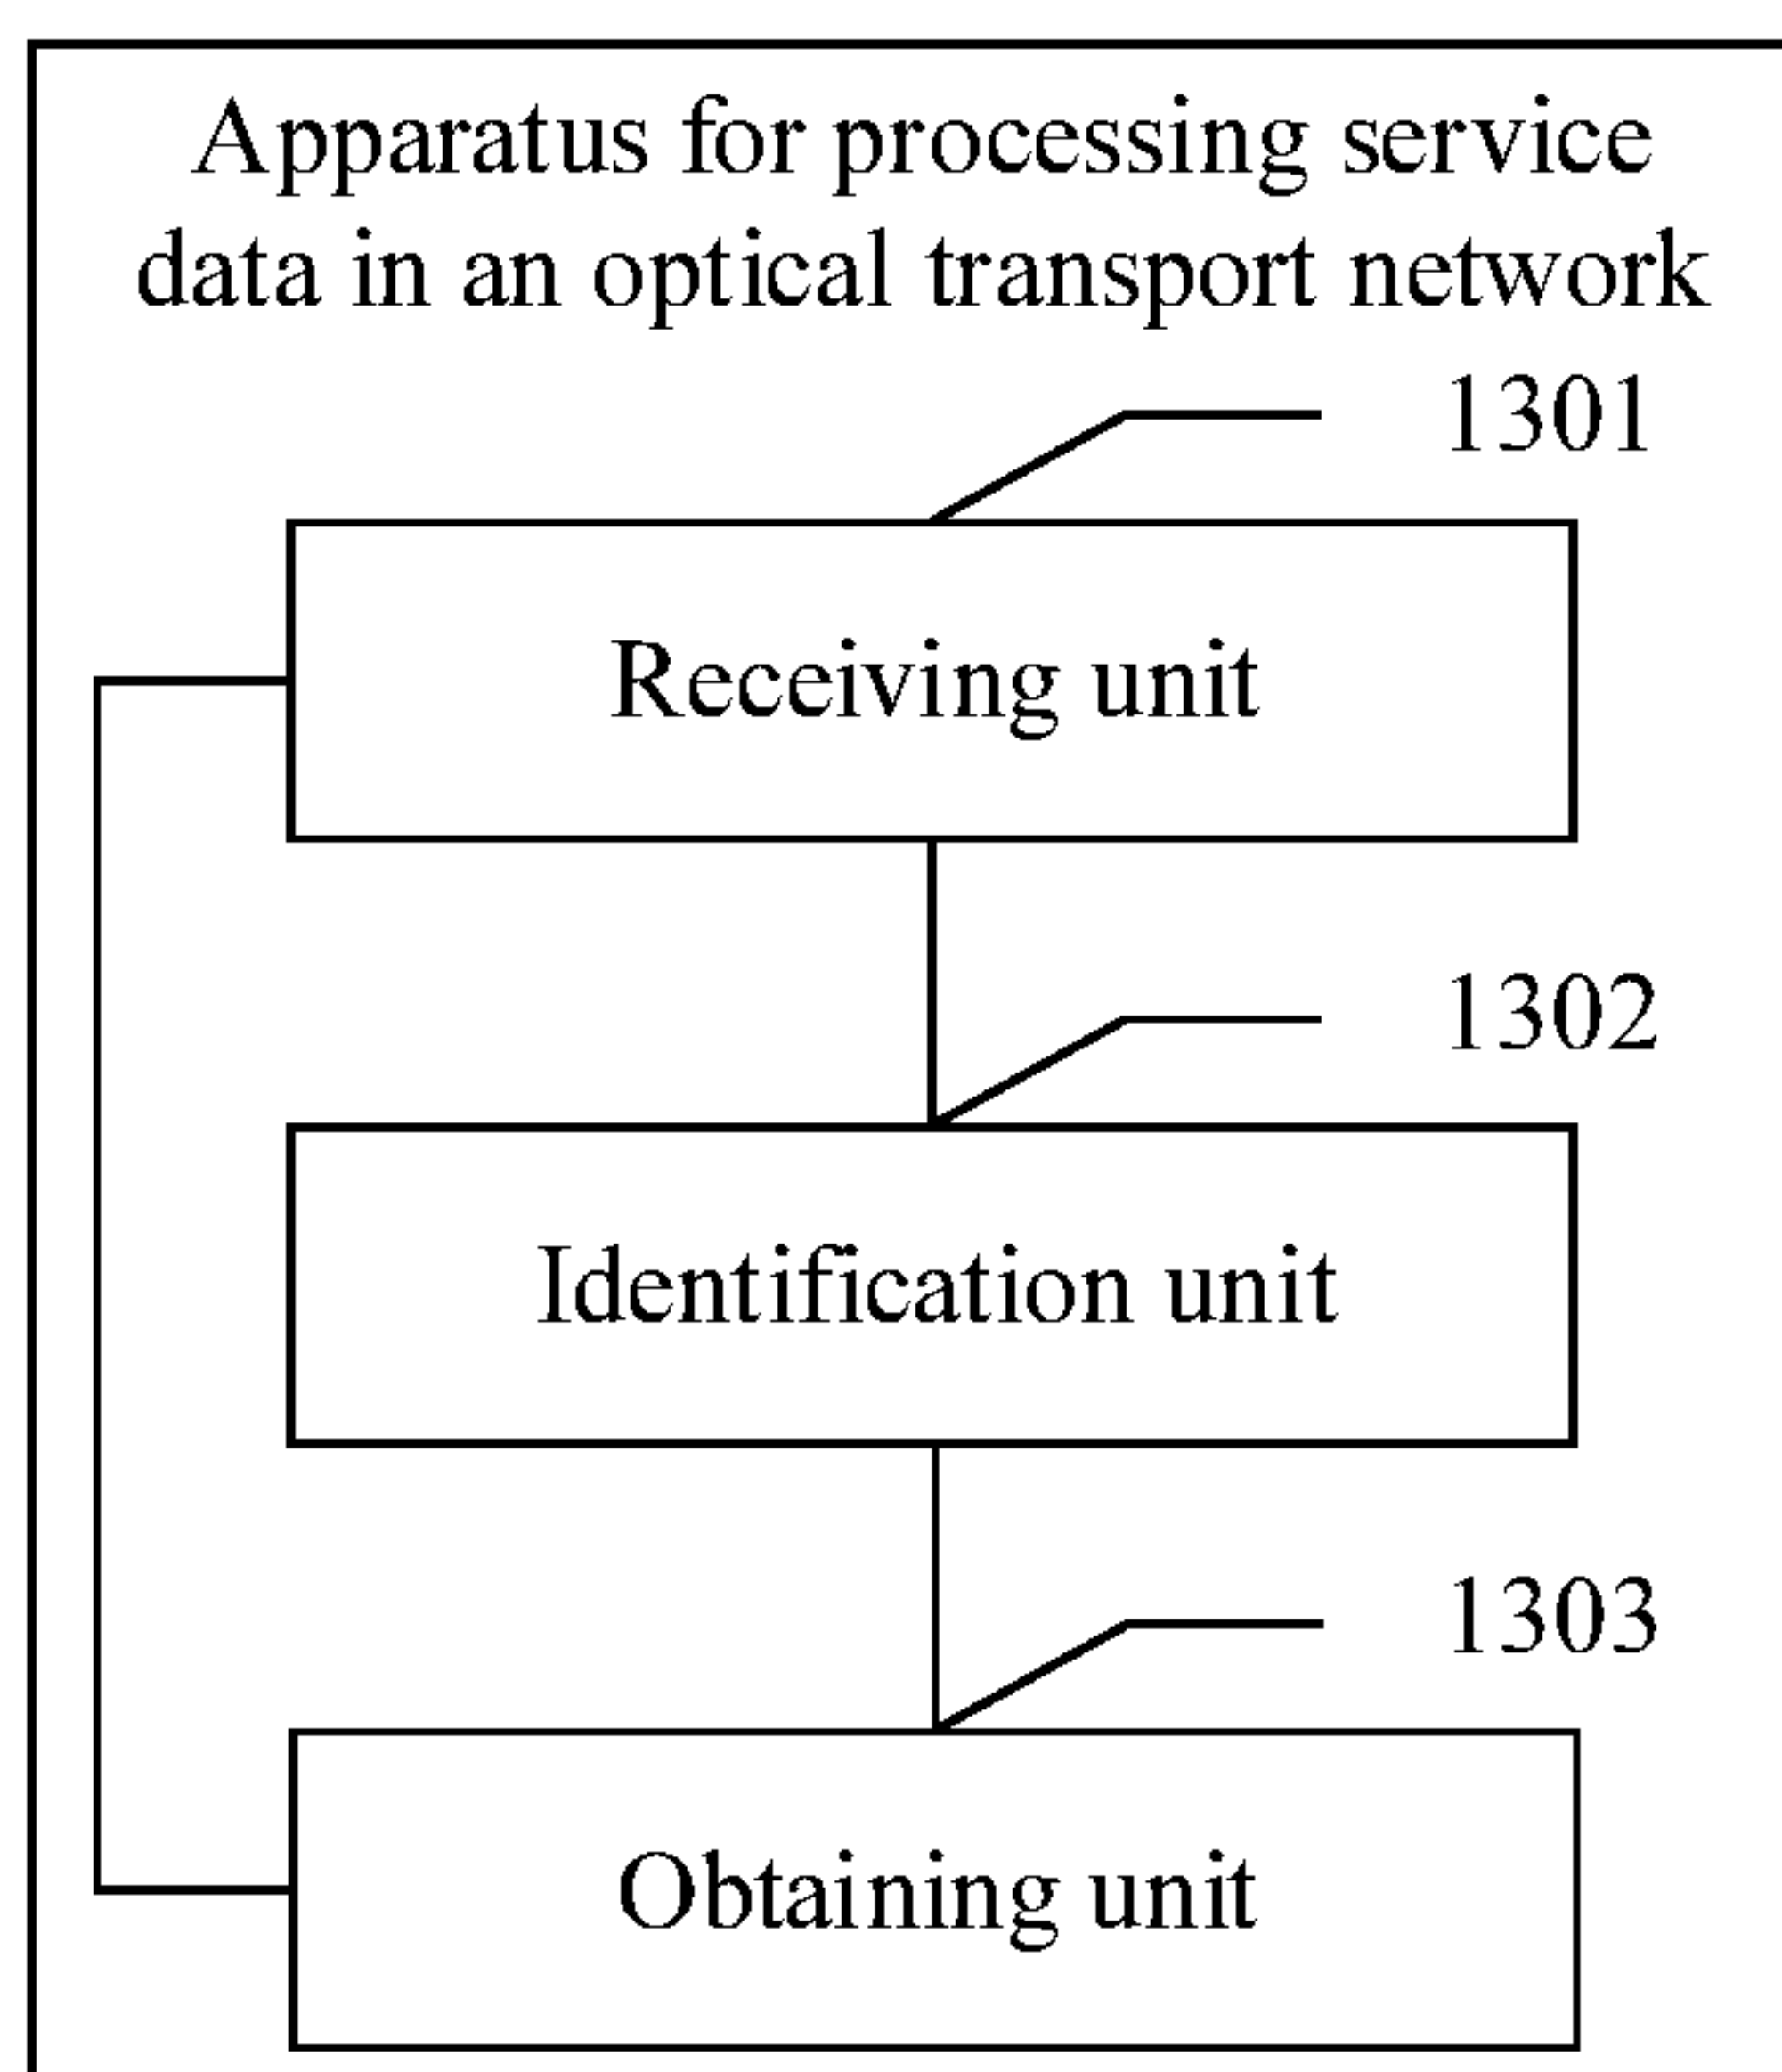 Apparatus for processing service
data in an optical transport network
1301
Receiving unit
1302
Identification unit
1303
Obtaining unit